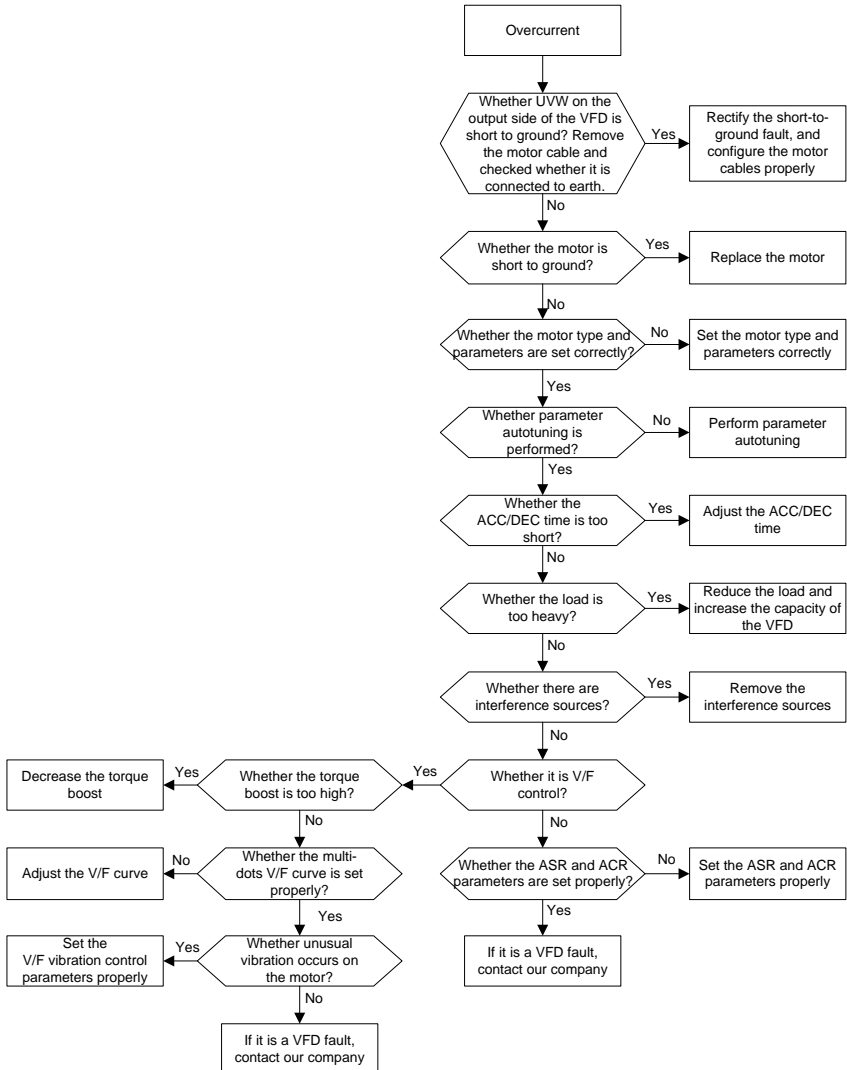 Overcurrent
Whether UVW on the
output side of the VFD is
short to ground? Remove
the motor cable and
checked whether it is
connected to earth.
Yes
Rectify the short-to-
ground fault, and
configure the motor
cables properly
No
Whether the motor is
short to ground?
Yes
Replace the motor
No
Whether the motor type and
parameters are set correctly?
No
Set the motor type and
parameters correctly
Yes
Whether parameter
autotuning is
performed?
No
Perform parameter
autotuning
Yes
Whether the
ACC/DEC time is too
short?
Yes
Adjust the ACC/DEC
time
No
Whether the load is
too heavy?
Yes
Reduce the load and
increase the capacity of
the VFD
No
Whether there are
interference sources?
Yes
Remove the
interference sources
No
Whether it is V/F
control?
Yes
Whether the torque
boost is too high?
Yes
Decrease the torque
boost
No
Whether the multi-
dots V/F curve is set
properly?
No
Adjust the V/F curve
Yes
Whether unusual
vibration occurs on
the motor?
Yes
Set the
V/F vibration control
parameters properly
No
If it is a VFD fault,
contact our company
No
Whether the ASR and ACR
parameters are set properly?
No
Set the ASR and ACR
parameters properly
Yes
If it is a VFD fault,
contact our company